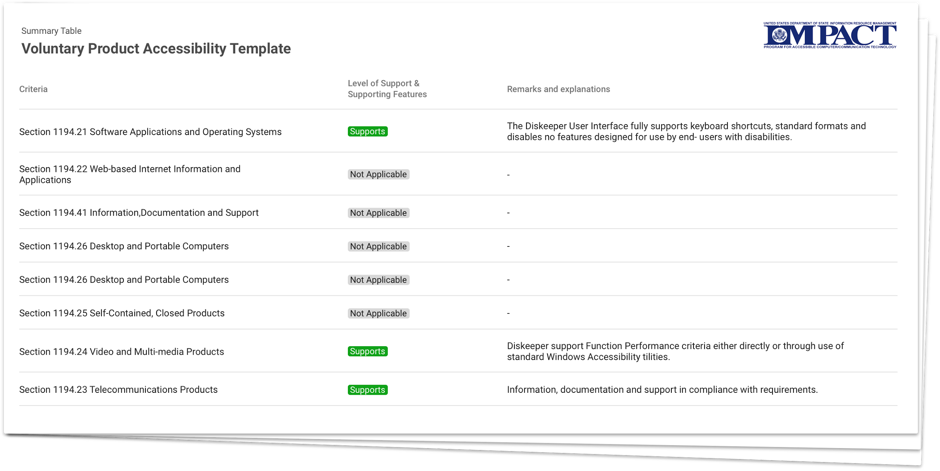 Summary Table
Voluntary Product Accessibility Template
UNITED STATES DEPARTMENT OF STATE INFORMATION RESOURCE MANAGEMENT
IMPACT
PROGRAM FOR ACCESSIBLE COMPUTER/COMMUNICATION TECHNOLOGY
Criteria
Level of Support &
Supporting Features
Remarks and explanations
Section 1194.21 Software Applications and Operating Systems
Supports
The Diskeeper User Interface fully supports keyboard shortcuts, standard formats and
disables no features designed for use by end- users with disabilities.
Section 1194.22 Web-based Internet Information and
Applications
Not Applicable
-
Section 1194.41 Information,Documentation and Support
Not Applicable
-
Section 1194.26 Desktop and Portable Computers
Not Applicable
-
Section 1194.26 Desktop and Portable Computers
Not Applicable
-
Section 1194.25 Self-Contained, Closed Products
Not Applicable
-
Section 1194.24 Video and Multi-media Products
Supports
Diskeeper support Function Performance criteria either directly or through use of
standard Windows Accessibility tilities.
Section 1194.23 Telecommunications Products
Supports
Information, documentation and support in compliance with requirements.